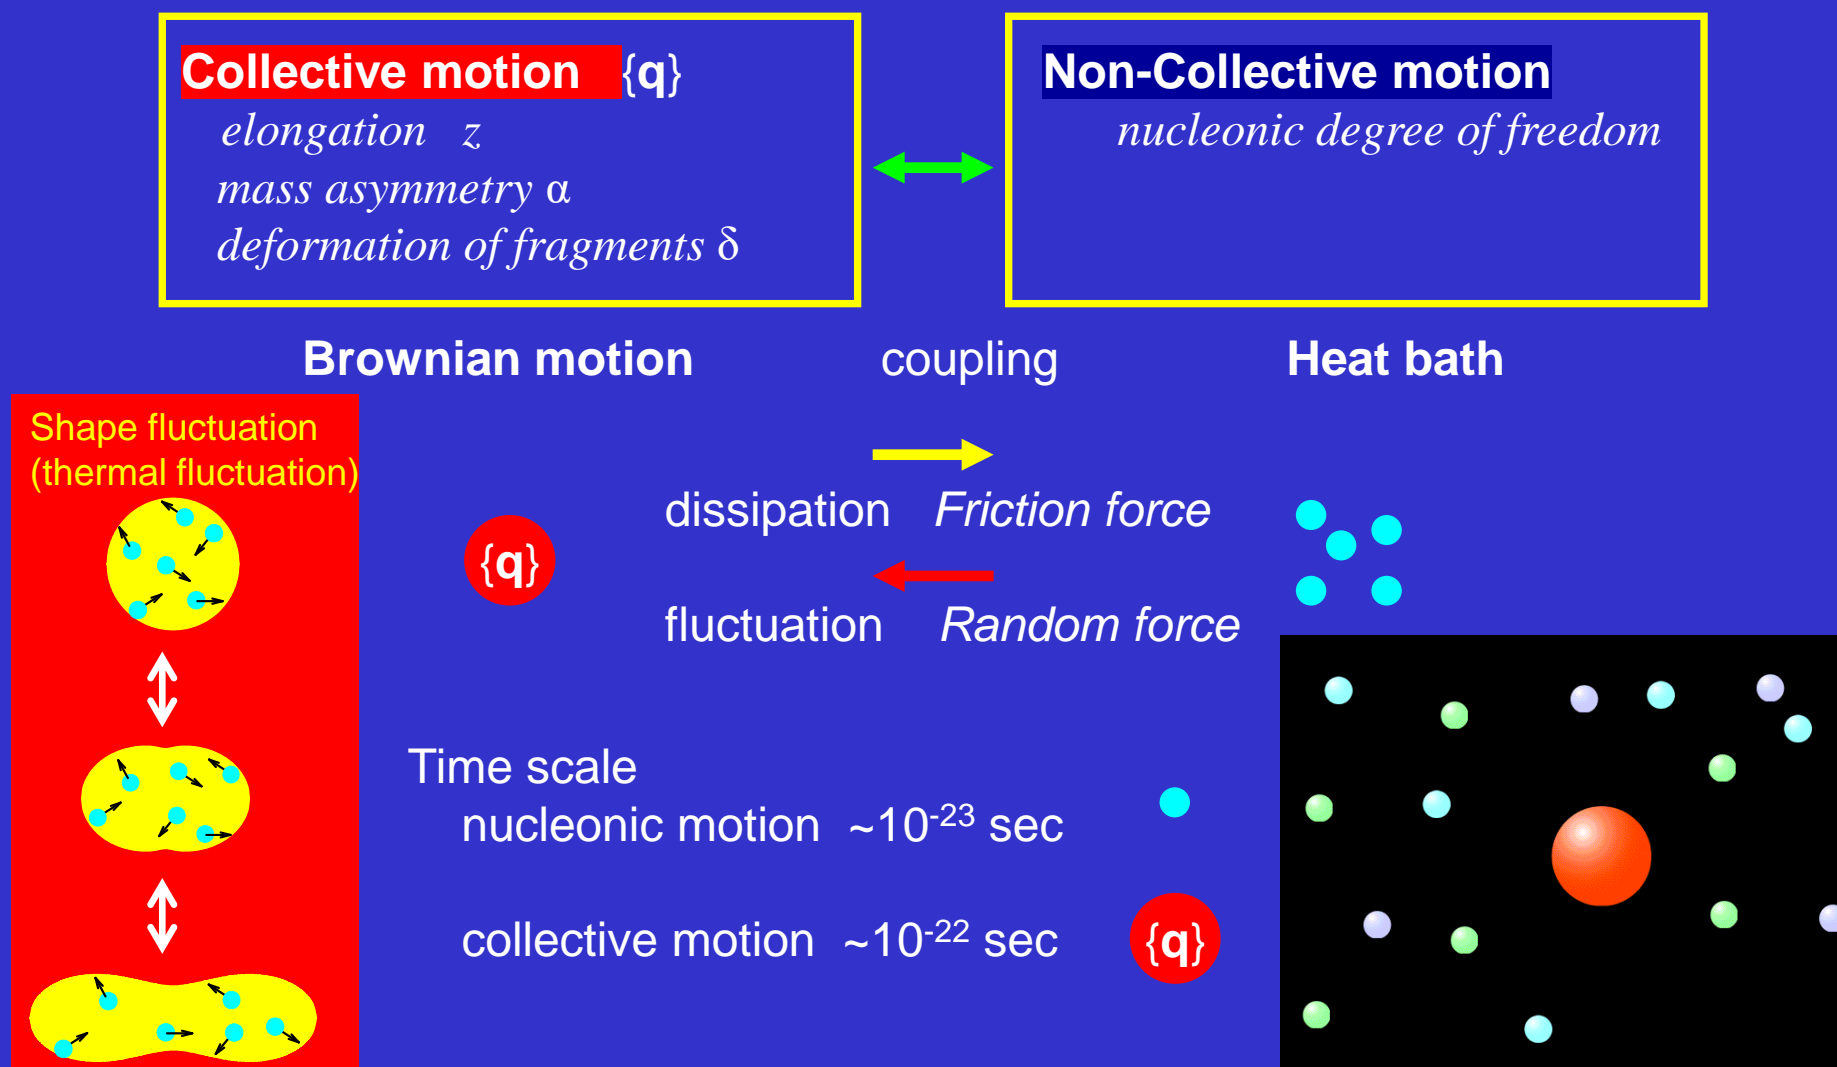 Collective motion {q}
elongation z
mass asymmetry α
deformation of fragments δ
Non-Collective motion
nucleonic degree of freedom
Brownian motion
coupling
Heat bath
Shape fluctuation
(thermal fluctuation)
{q}
dissipation Friction force
fluctuation Random force
Time scale
nucleonic motion ~10⁻²³ sec
collective motion ~10⁻²² sec
{q}